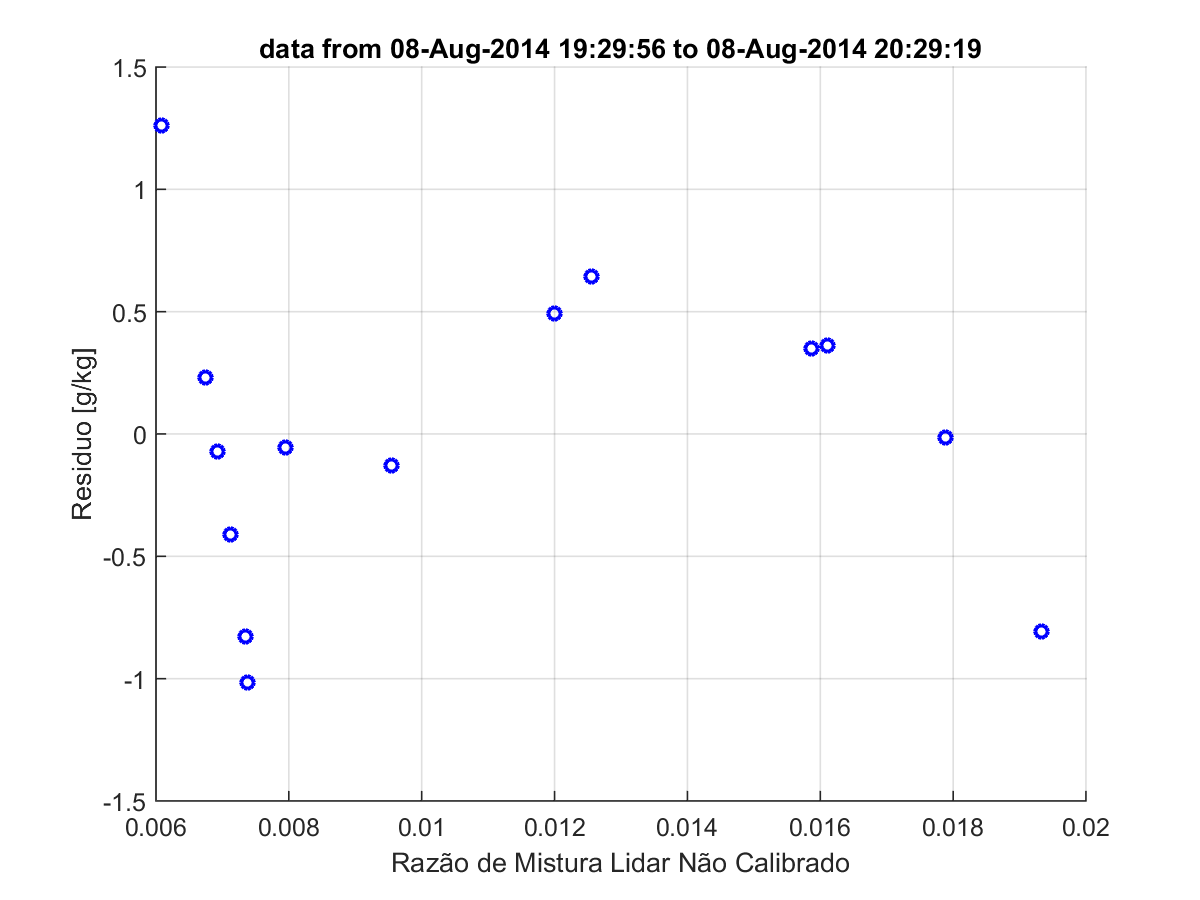 data from 08-Aug-2014 19:29:56 to 08-Aug-2014 20:29:19
1.5
1
0.5
0
-0.5
-1
-1.5
Residuo [g/kg]
0.006 0.008 0.01 0.012 0.014 0.016 0.018 0.02
Razão de Mistura Lidar Não Calibrado